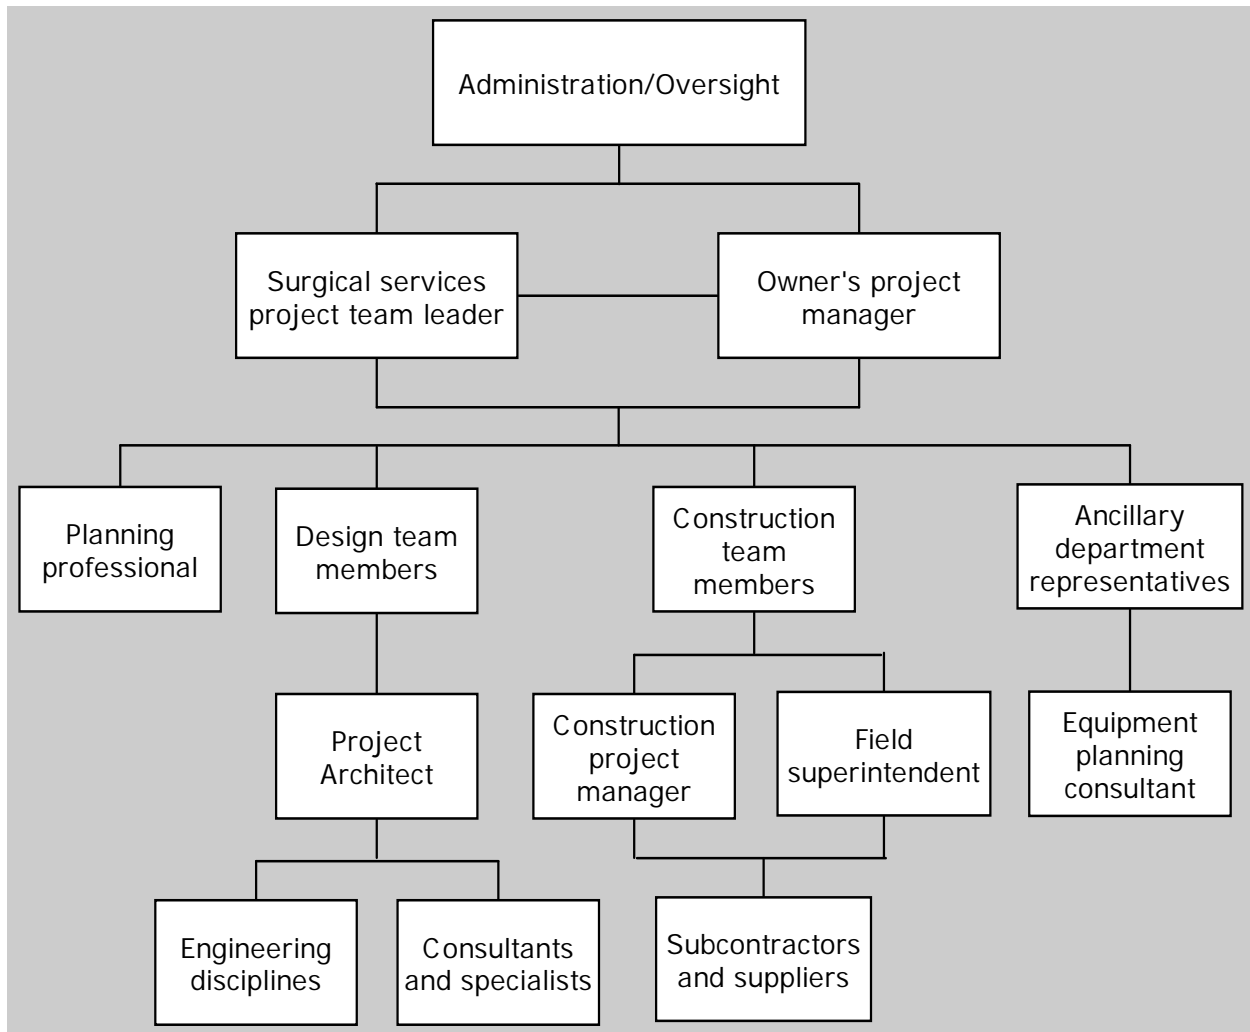 Administration/Oversight
Surgical services
project team leader
Owner's project
manager
Planning
professional
Design team
members
Construction
team
members
Ancillary
department
representatives
Project
Architect
Construction
project
manager
Field
superintendent
Equipment
planning
consultant
Engineering
disciplines
Consultants
and specialists
Subcontractors
and suppliers